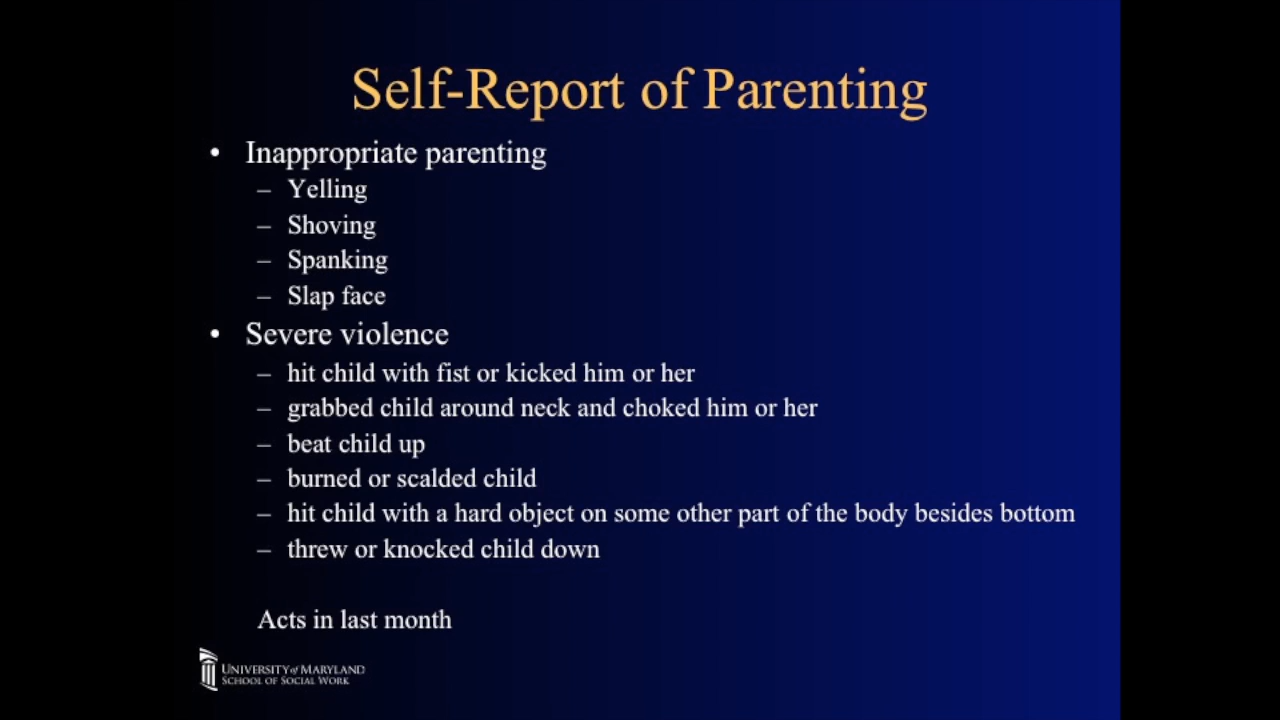 Self-Report of Parenting
• Inappropriate parenting
– Yelling
– Shoving
– Spanking
– Slap face
• Severe violence
– hit child with fist or kicked him or her
– grabbed child around neck and choked him or her
– beat child up
– burned or scalded child
– hit child with a hard object on some other part of the body besides bottom
– threw or knocked child down
Acts in last month
UNIVERSITY of MARYLAND
SCHOOL OF SOCIAL WORK